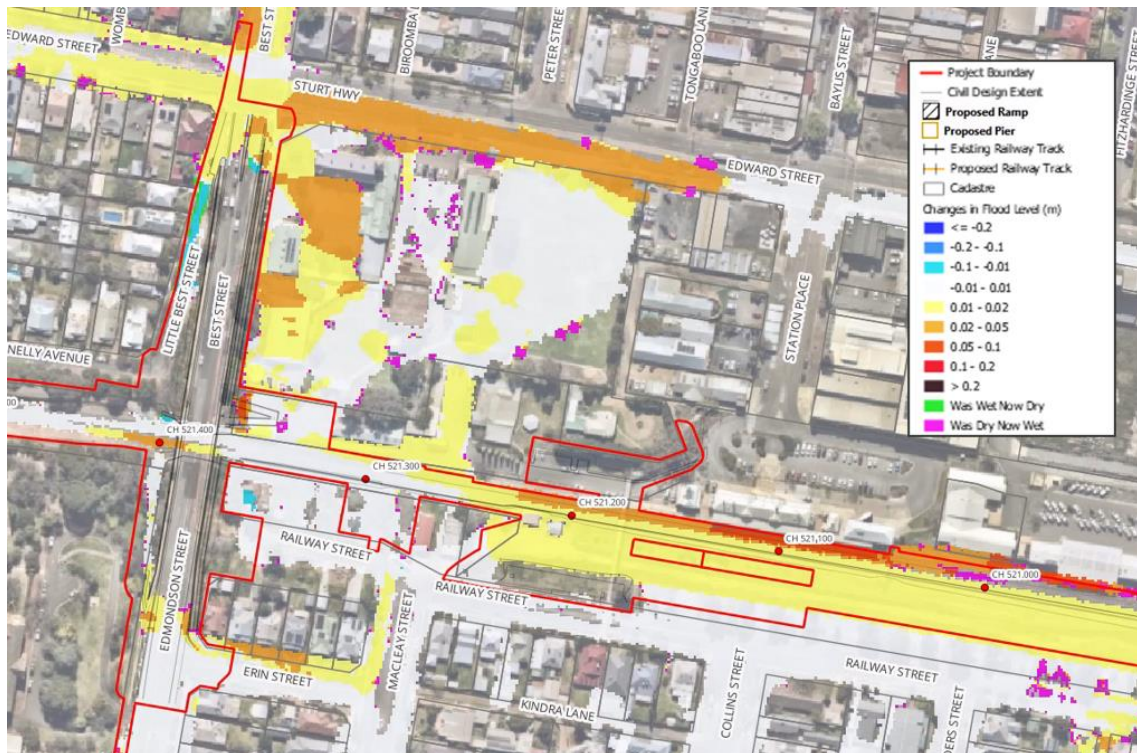 EDWARD STREET
BEST ST
STURT HWY
PETER STREET
TONGABOO LANE
BAYLIS STREET
LANE
FITZHARDINGE STREET
Project Boundary
Civil Design Extent
Proposed Ramp
Proposed Pier
Existing Railway Track
Proposed Railway Track
Cadastre
Changes in Flood Level (m)
<= -0.2
-0.2 - -0.1
-0.1 - -0.01
-0.01 - 0.01
0.01 - 0.02
0.02 - 0.05
0.05 - 0.1
0.1 - 0.2
> 0.2
Was Wet Now Dry
Was Dry Now Wet
EDWARD STREET
LITTLE BEST STREET
BEST STREET
STATION PLACE
NELLY AVENUE
CH 521.400
CH 521.300
CH 521.200
CH 521.100
CH 521.000
RAILWAY STREET
RAILWAY STREET
RAILWAY STREET
EDMONDSON STREET
MACLEAY STREET
ERIN STREET
KINDRA LANE
COLLINS STREET
DERS STREET